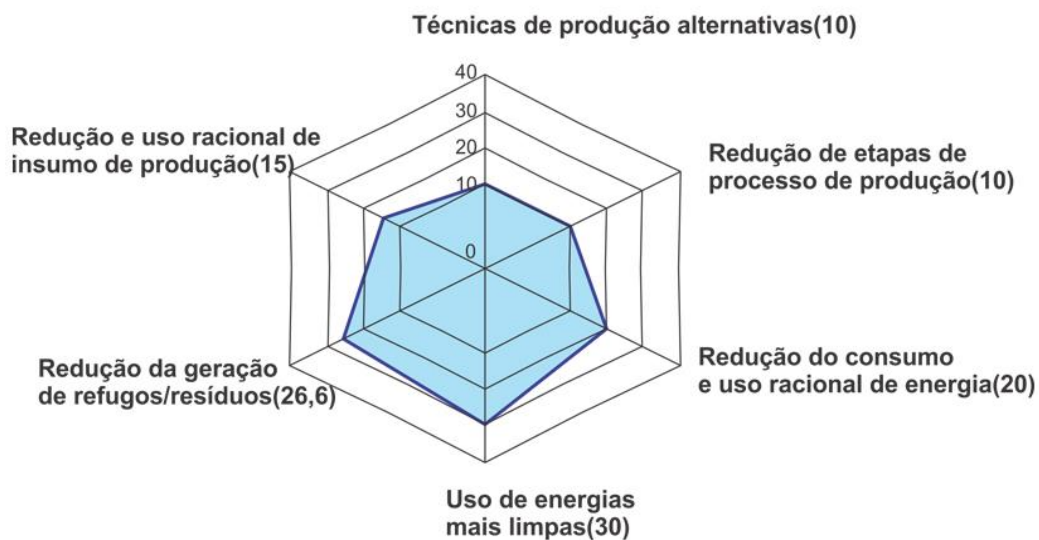 Técnicas de produção alternativas(10)
40
30
20
10
0
Redução e uso racional de
insumo de produção(15)
Redução de etapas de
processo de produção(10)
Redução da geração
de refugos/resíduos(26,6)
Redução do consumo
e uso racional de energia(20)
Uso de energias
mais limpas(30)